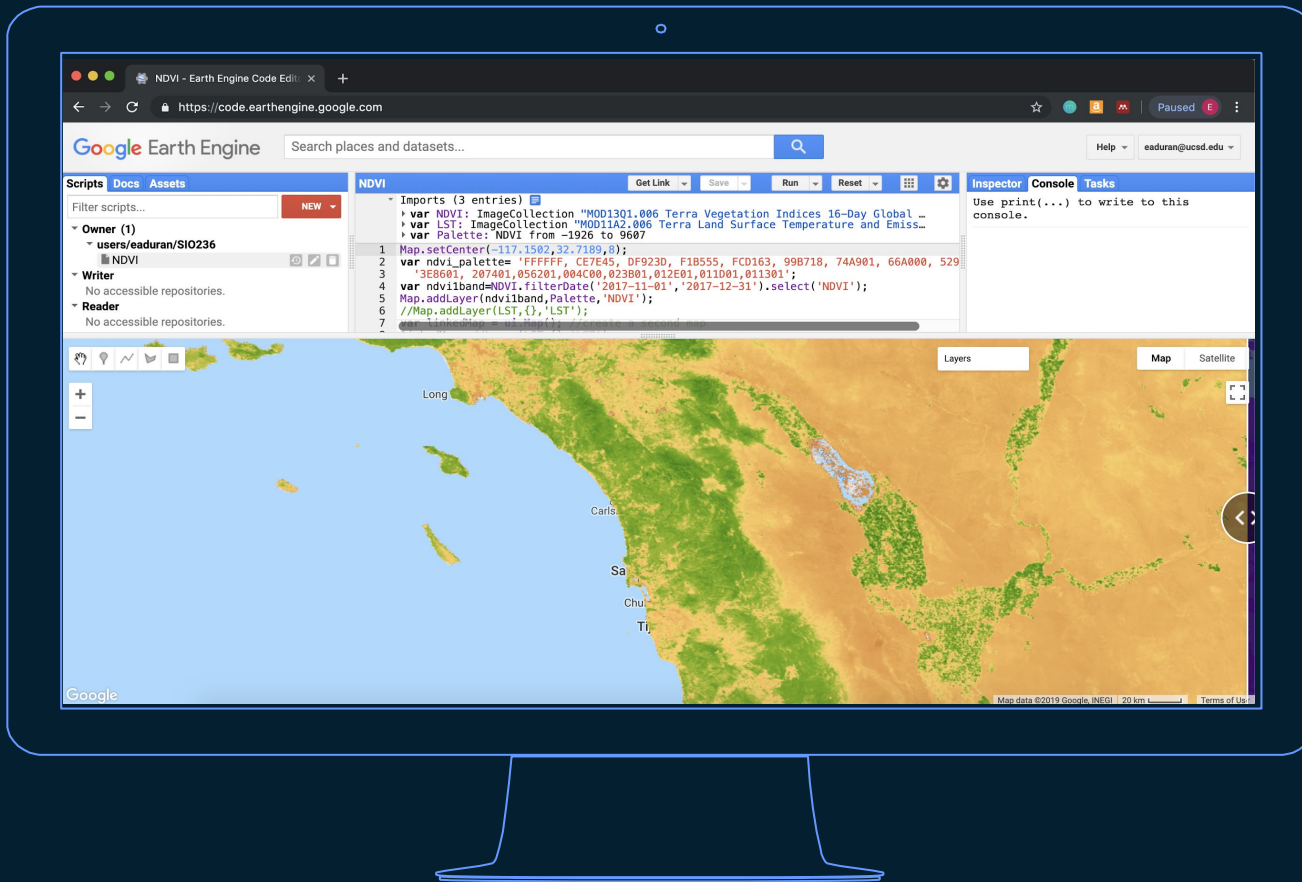 NDVI - Earth Engine Code Edit
https://code.earthengine.google.com
Paused E
Google Earth Engine
Search places and datasets...
Help
eaduran@ucsd.edu
Scripts Docs Assets
NDVI
Get Link Save Run Reset
Inspector Console Tasks
Filter scripts...
NEW
Owner (1)
users/eaduran/SIO236
NDVI
Writer
No accessible repositories.
Reader
No accessible repositories.
Imports (3 entries)
var NDVI: ImageCollection "MOD13Q1.006 Terra Vegetation Indices 16-Day Global …
var LST: ImageCollection "MOD11A2.006 Terra Land Surface Temperature and Emiss…
var Palette: NDVI from -1926 to 9607
1 Map.setCenter(-117.1502,32.7189,8);
2 var ndvi_palette= 'FFFFFF, CE7E45, DF923D, F1B555, FCD163, 99B718, 74A901, 66A000, 529
3 '3E8601, 207401,056201,004C00,023B01,012E01,011D01,011301';
4 var ndvi1band=NDVI.filterDate('2017-11-01','2017-12-31').select('NDVI');
5 Map.addLayer(ndvi1band,Palette,'NDVI');
6 //Map.addLayer(LST,{},'LST');
7 var linkedMap = ui.Map(); //create a second map
Use print(...) to write to this
console.
Layers
Map Satellite
Long
Carls
Sa
Chu
Tij
Google
Map data ©2019 Google, INEGI 20 km Terms of Us